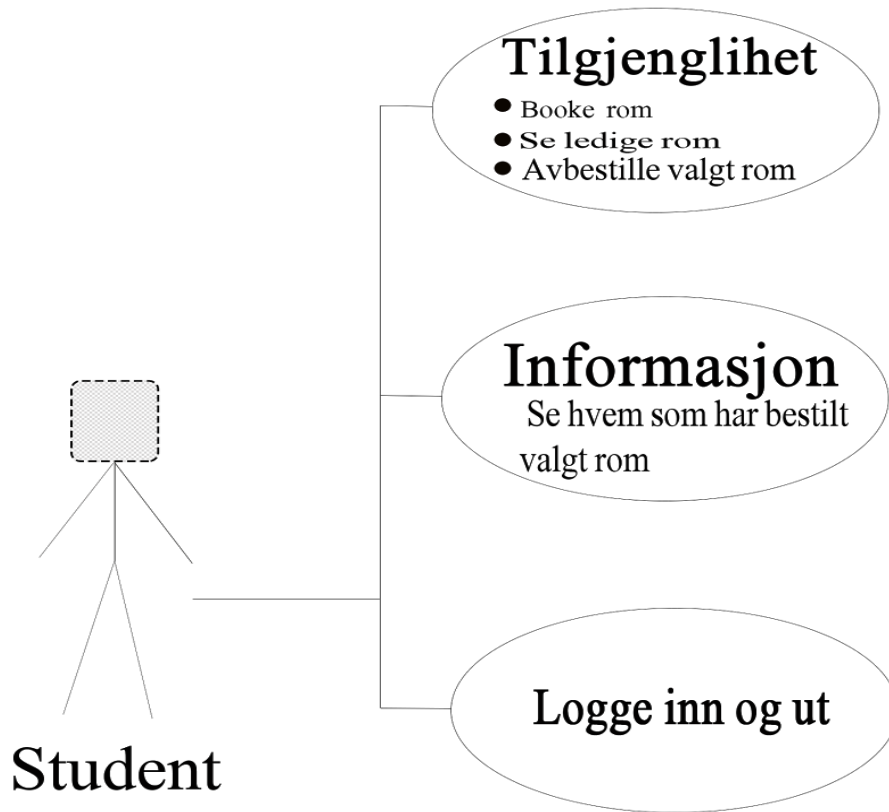 Tilgjenglihet
● Booke rom
● Se ledige rom
● Avbestille valgt rom
Informasjon
Se hvem som har bestilt
valgt rom
Logge inn og ut
Student